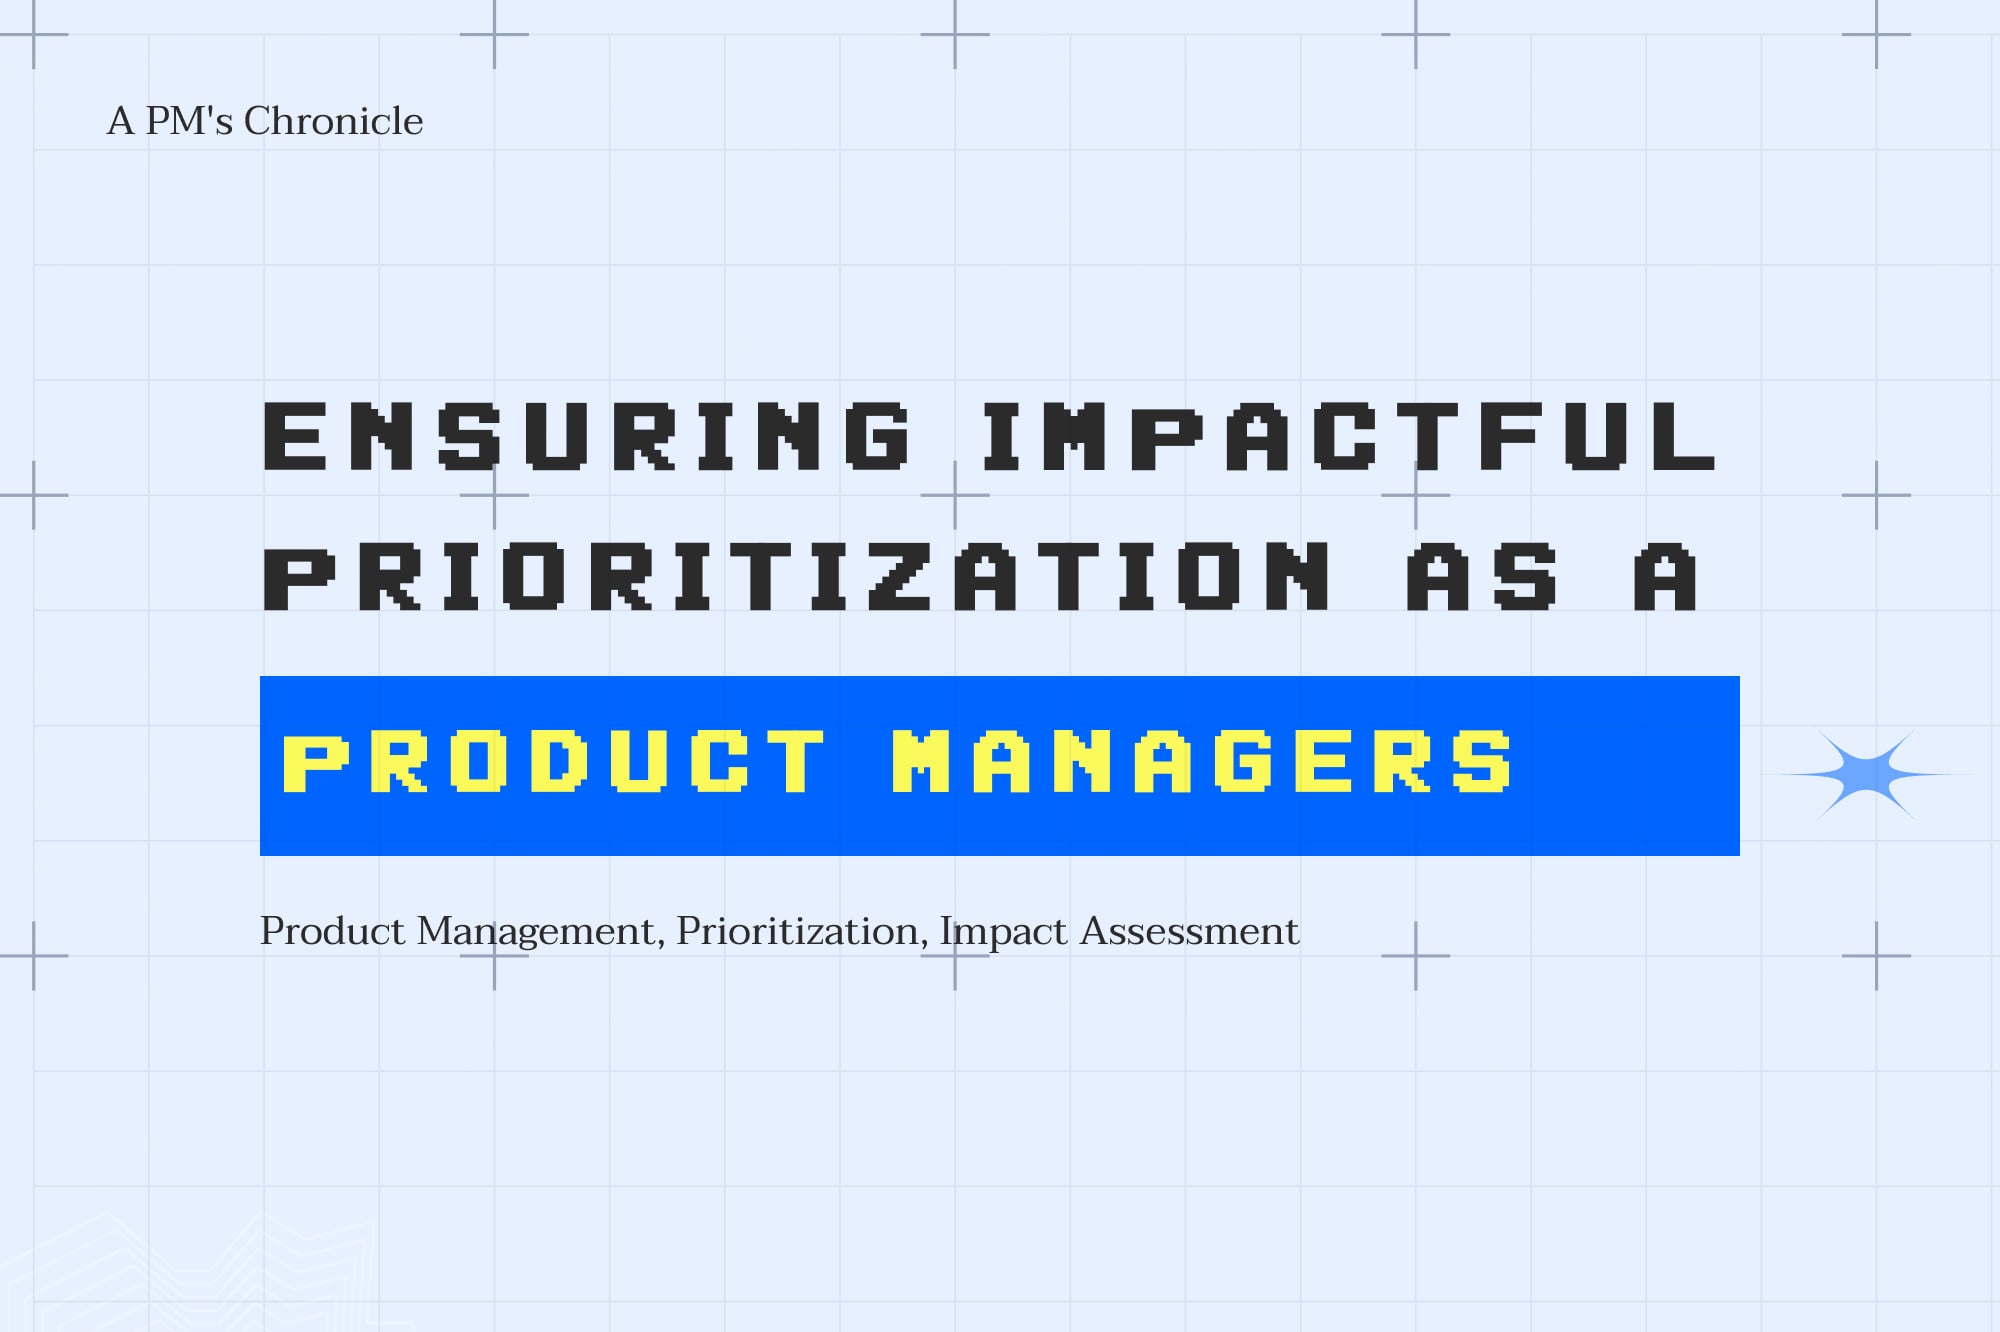 A PM's Chronicle
ENSURING IMPACTFUL
PRIORITIZATION AS A
PRODUCT MANAGERS
Product Management, Prioritization, Impact Assessment